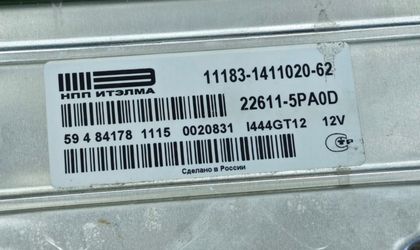 11183-1411020-62
НПП ИТЭЛМА
22611-5PA0D
59 4 84178 1115 0020831 I444GT12 12V
Сделано в России